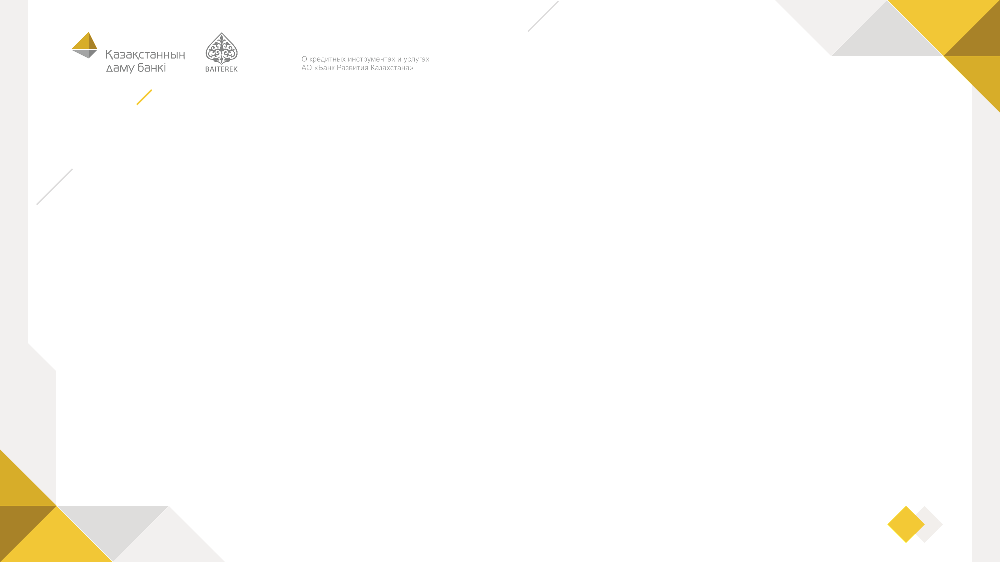 Қазақстанның
даму банкі
BAITEREK
О кредитных инструментах и услугах
АО «Банк Развития Казахстана»